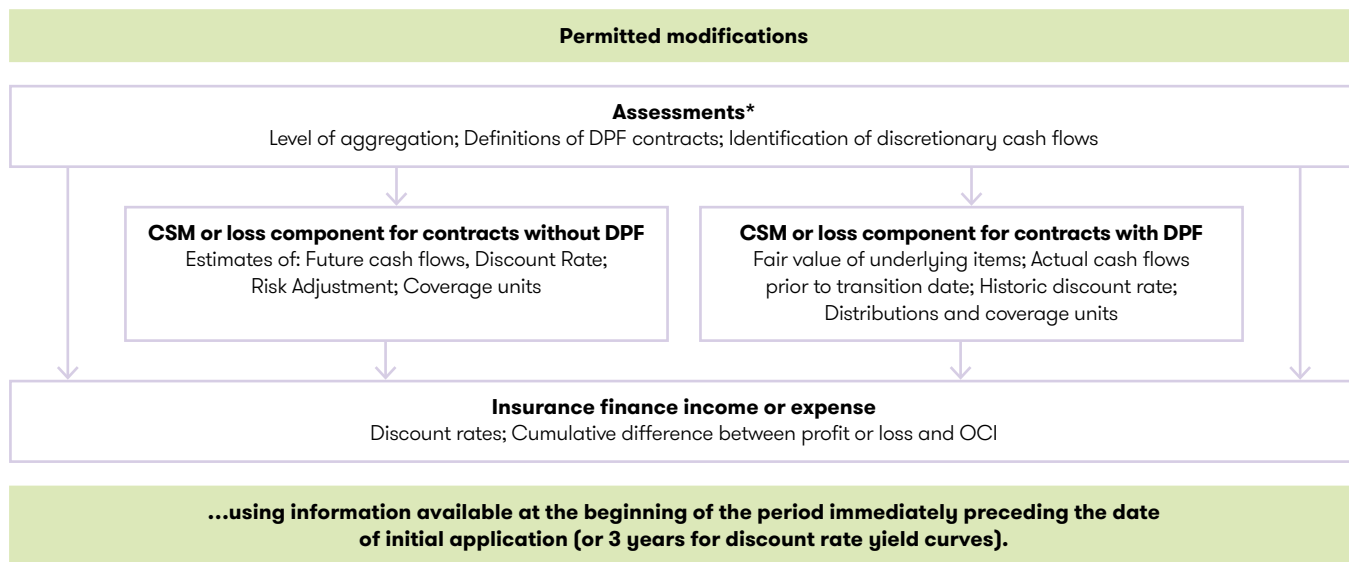 Permitted modifications
Assessments*
Level of aggregation; Definitions of DPF contracts; Identification of discretionary cash flows
CSM or loss component for contracts without DPF
Estimates of: Future cash flows, Discount Rate;
Risk Adjustment; Coverage units
CSM or loss component for contracts with DPF
Fair value of underlying items; Actual cash flows
prior to transition date; Historic discount rate;
Distributions and coverage units
Insurance finance income or expense
Discount rates; Cumulative difference between profit or loss and OCI
...using information available at the beginning of the period immediately preceding the date
of initial application (or 3 years for discount rate yield curves).